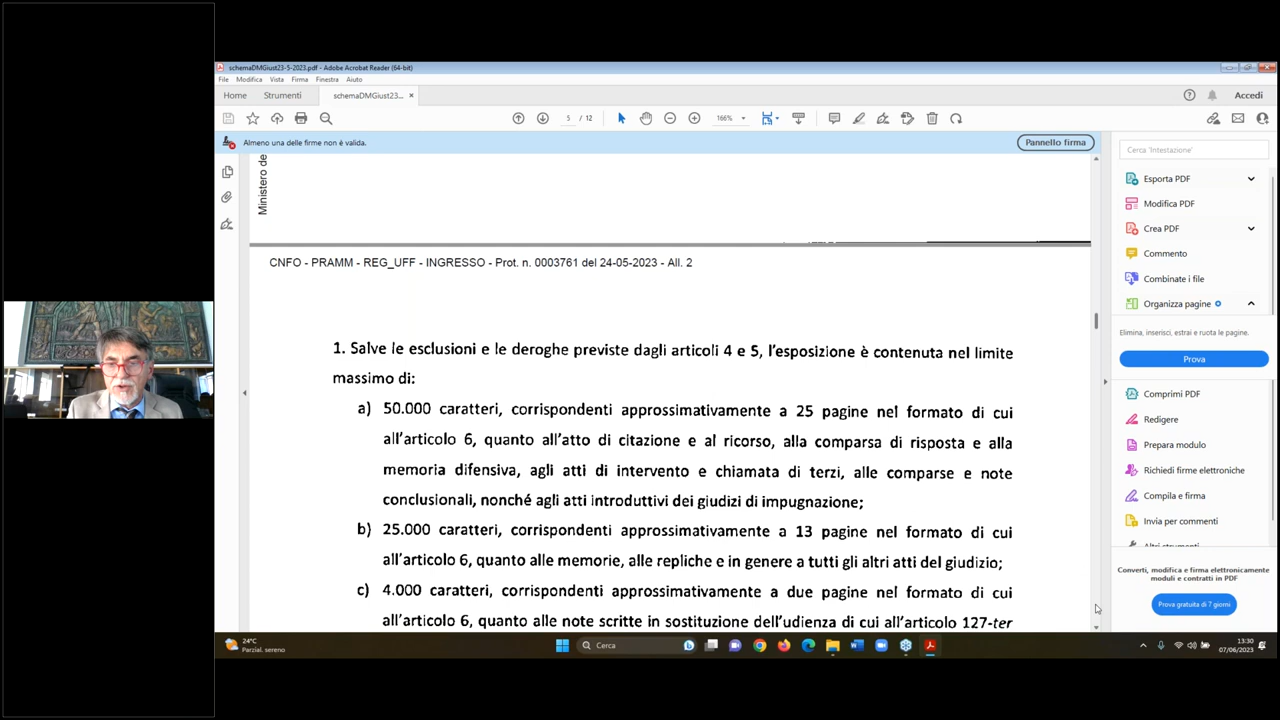 schemaDMGiust23-5-2023.pdf - Adobe Acrobat Reader (64-bit)
File Modifica Vista Firma Finestra Aiuto
Home Strumenti schemaDMGiust23... × Accedi
5 / 12 166%
Almeno una delle firme non é valida. Pannello firma
Ministero de
CNFO - PRAMM - REG_UFF - INGRESSO - Prot. n. 0003761 del 24-05-2023 - All. 2
1. Salve le esclusioni e le deroghe previste dagli articoli 4 e 5, l'esposizione è contenuta nel limite
massimo di:
a) 50.000 caratteri, corrispondenti approssimativamente a 25 pagine nel formato di cui
all'articolo 6, quanto all'atto di citazione e al ricorso, alla comparsa di risposta e alla
memoria difensiva, agli atti di intervento e chiamata di terzi, alle comparse e note
conclusionali, nonché agli atti introduttivi dei giudizi di impugnazione;
b) 25.000 caratteri, corrispondenti approssimativamente a 13 pagine nel formato di cui
all'articolo 6, quanto alle memorie, alle repliche e in genere a tutti gli altri atti del giudizio;
c) 4.000 caratteri, corrispondenti approssimativamente a due pagine nel formato di cui
all'articolo 6, quanto alle note scritte in sostituzione dell'udienza di cui all'articolo 127-ter
Cerca 'Intestazione'
Esporta PDF
Modifica PDF
Crea PDF
Commento
Combinate i file
Organizza pagine
Elimina, inserisci, estrai e ruota le pagine.
Prova
Comprimi PDF
Redigere
Prepara modulo
Richiedi firme elettroniche
Compila e firma
Invia per commenti
Altri strumenti
Converti, modifica e firma elettronicamente
moduli e contratti in PDF
Prova gratuita di 7 giorni
24°C
Parzial. sereno
Cerca
13:30
07/06/2023